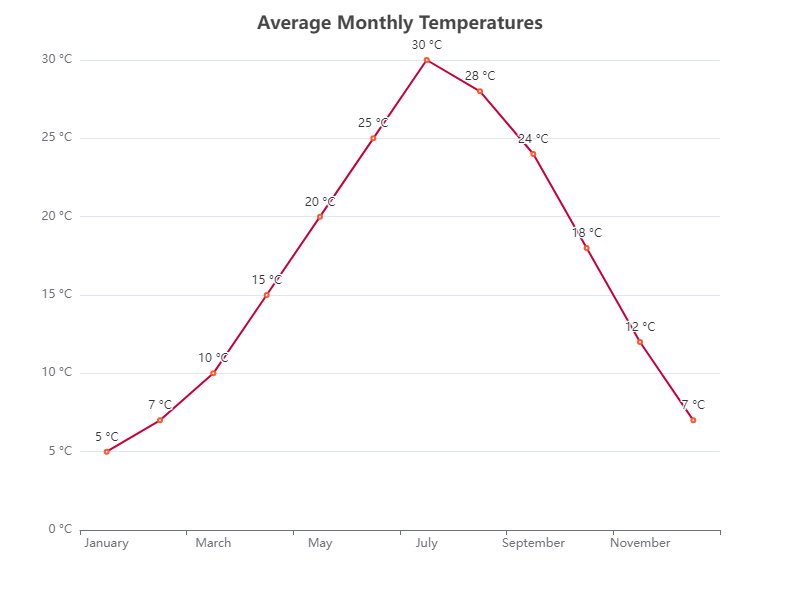 Average Monthly Temperatures
30 °C
25 °C
20 °C
15 °C
10 °C
5 °C
0 °C
5 °C
7 °C
10 °C
15 °C
20 °C
25 °C
30 °C
28 °C
24 °C
18 °C
12 °C
7 °C
January March May July September November